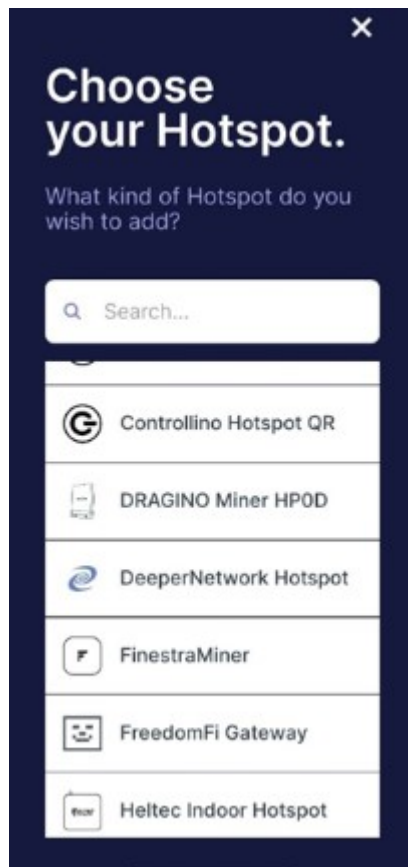 Choose
your Hotspot.
What kind of Hotspot do you
wish to add?
Search...
Controllino Hotspot QR
DRAGINO Miner HP0D
DeeperNetwork Hotspot
FinestraMiner
FreedomFi Gateway
Heltec Indoor Hotspot